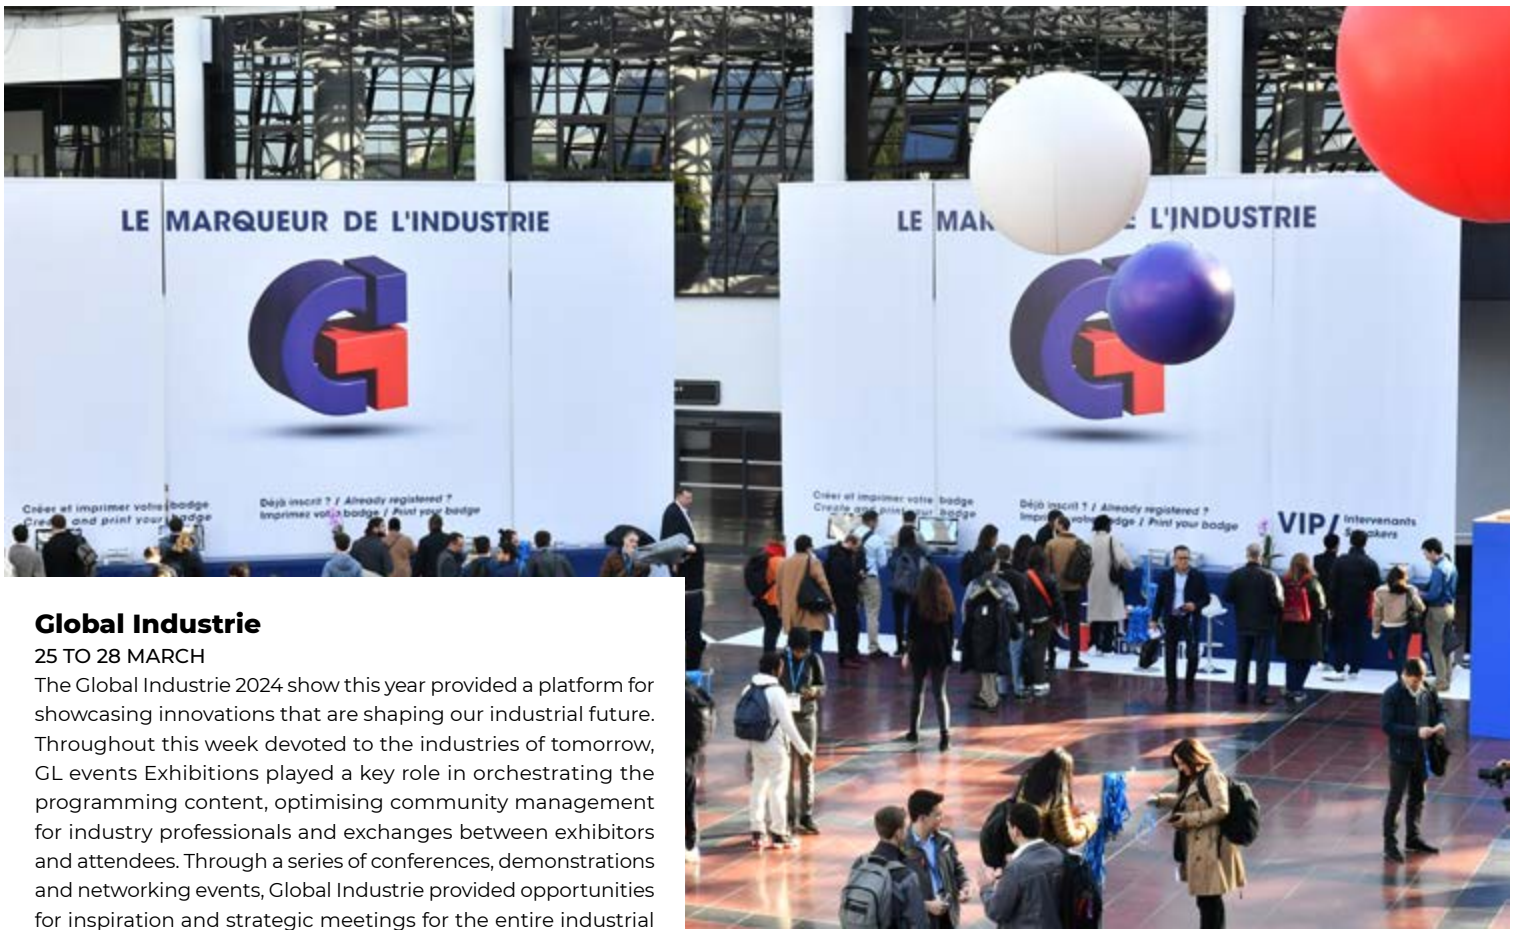 LE MARQUEUR DE L'INDUSTRIE
LE MAR E L'INDUSTRIE
Créer et imprimer votre badge
Create and print your badge
Déjà inscrit ? / Already registered ?
Imprimez votre badge / Print your badge
Créer et imprimer votre badge
Create and print your badge
Déjà inscrit ? / Already registered ?
votre / Print your badge
VIP/ Intervenants
Speakers
Global Industrie
25 TO 28 MARCH
The Global Industrie 2024 show this year provided a platform for
showcasing innovations that are shaping our industrial future.
Throughout this week devoted to the industries of tomorrow,
GL events Exhibitions played a key role in orchestrating the
programming content, optimising community management
for industry professionals and exchanges between exhibitors
and attendees. Through a series of conferences, demonstrations
and networking events, Global Industrie provided opportunities
for inspiration and strategic meetings for the entire industrial